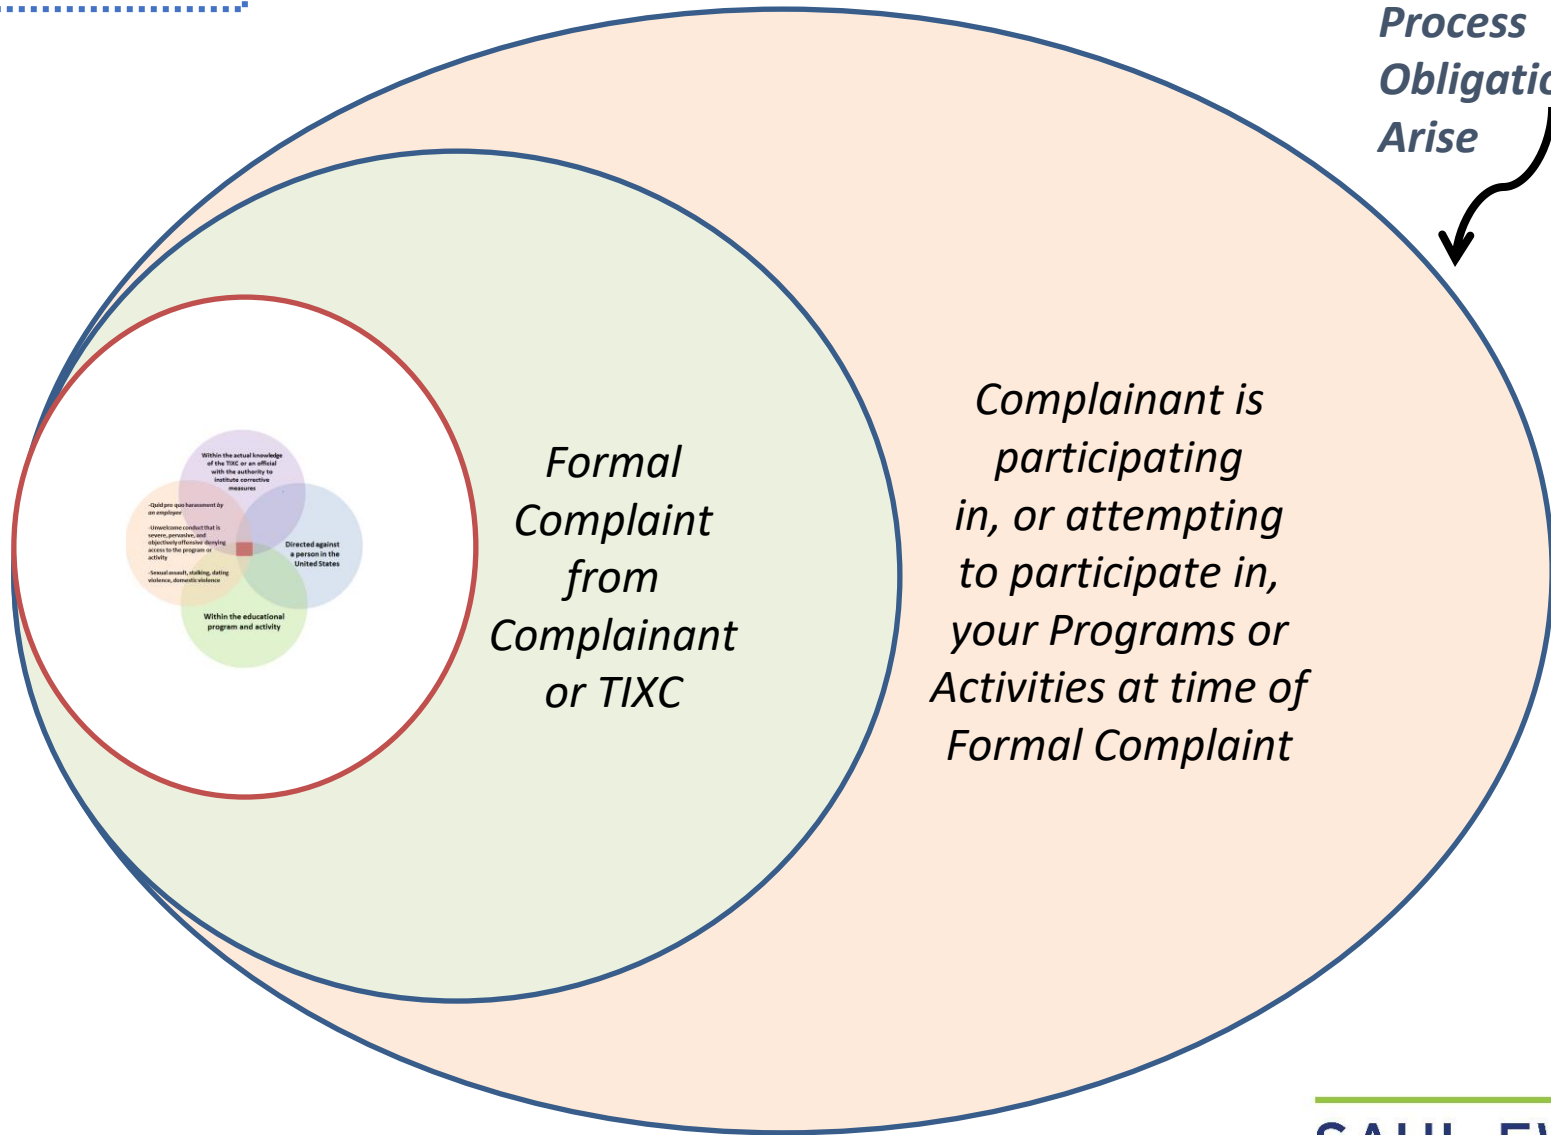 Process
Obligatio
Arise
Within the actual knowledge
of the TIXC or an official
with the authority to
institute corrective
measures
-Quid pro quo harassment by
an employee
-Unwelcome conduct that is
severe, pervasive, and
objectively offensive denying
access to the program or
activity
-Sexual assault, stalking, dating
violence, domestic violence
Directed against
a person in the
United States
Within the educational
program and activity
Formal
Complaint
from
Complainant
or TIXC
Complainant is
participating
in, or attempting
to participate in,
your Programs or
Activities at time of
Formal Complaint